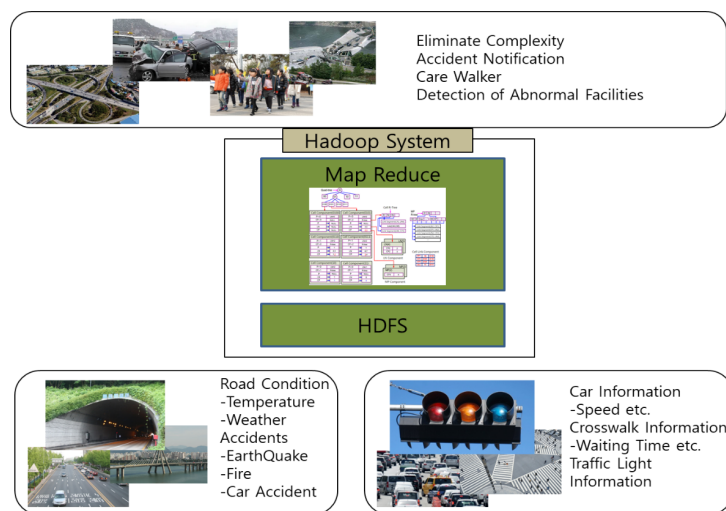 Eliminate Complexity
Accident Notification
Care Walker
Detection of Abnormal Facilities
Hadoop System
Map Reduce
HDFS
Road Condition
-Temperature
-Weather
Accidents
-EarthQuake
-Fire
-Car Accident
Car Information
-Speed etc.
Crosswalk Information
-Waiting Time etc.
Traffic Light
Information